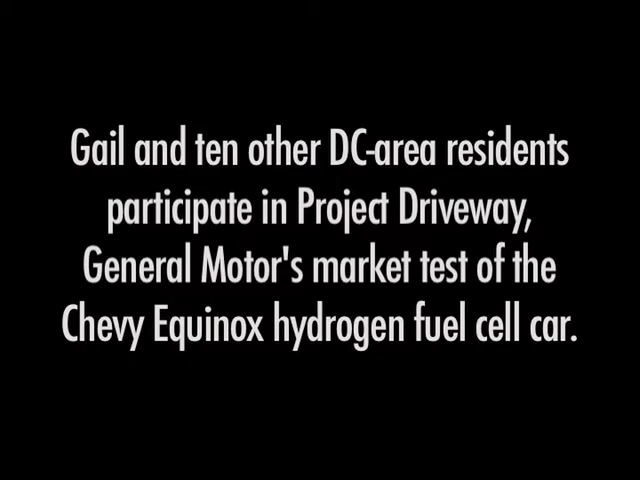 Gail and ten other DC-area residents
participate in Project Driveway,
General Motor's market test of the
Chevy Equinox hydrogen fuel cell car.